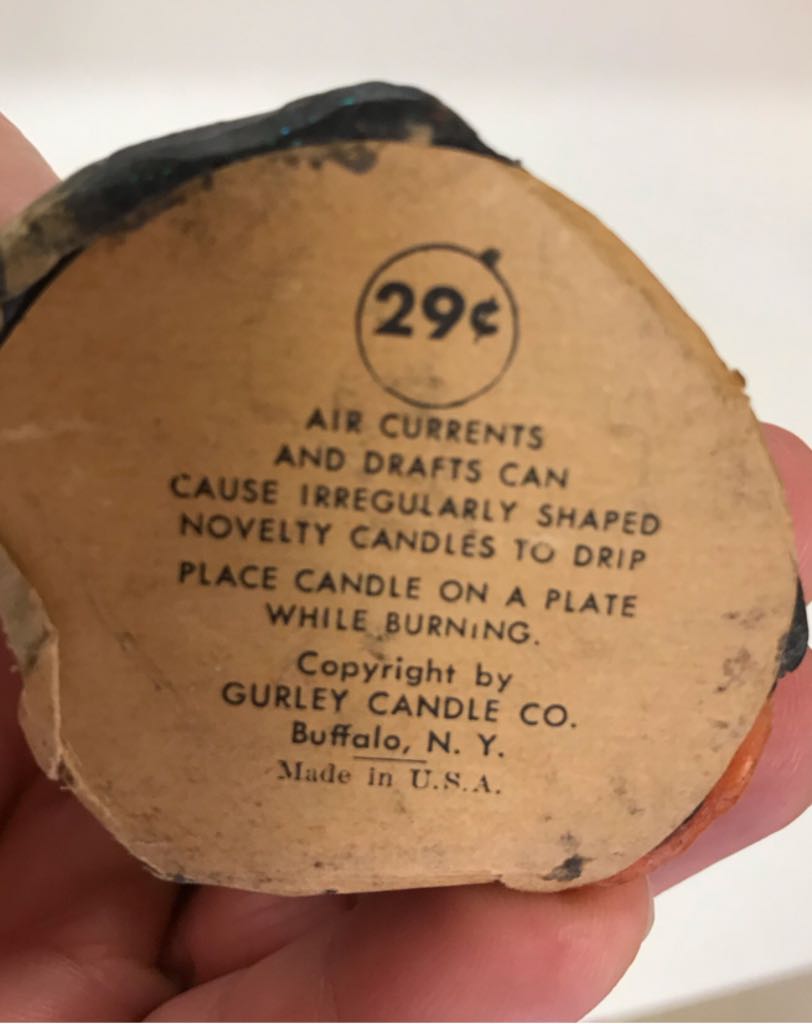 29¢
AIR CURRENTS
AND DRAFTS CAN
CAUSE IRREGULARLY SHAPED
NOVELTY CANDLES TO DRIP
PLACE CANDLE ON A PLATE
WHILE BURNING.
Copyright by
GURLEY CANDLE CO.
Buffalo, N. Y.
Made in U.S.A.